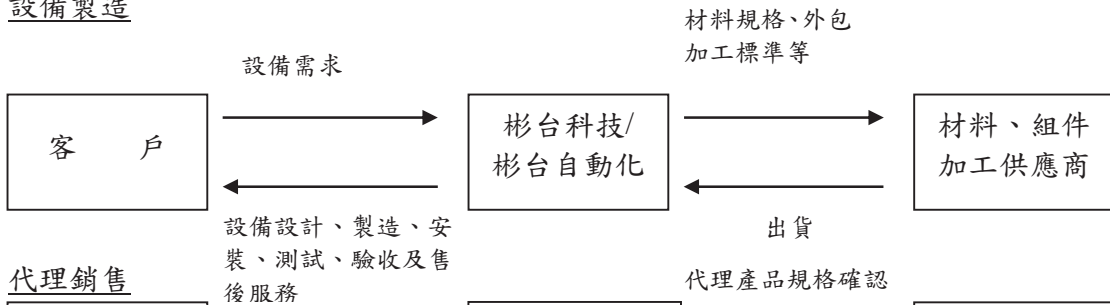 設備製造
材料規格、外包
加工標準等
設備需求
客 戶
彬台科技/
彬台自動化
材料、組件
加工供應商
設備設計、製造、安
裝、測試、驗收及售
後服務
出貨
代理銷售
代理產品規格確認